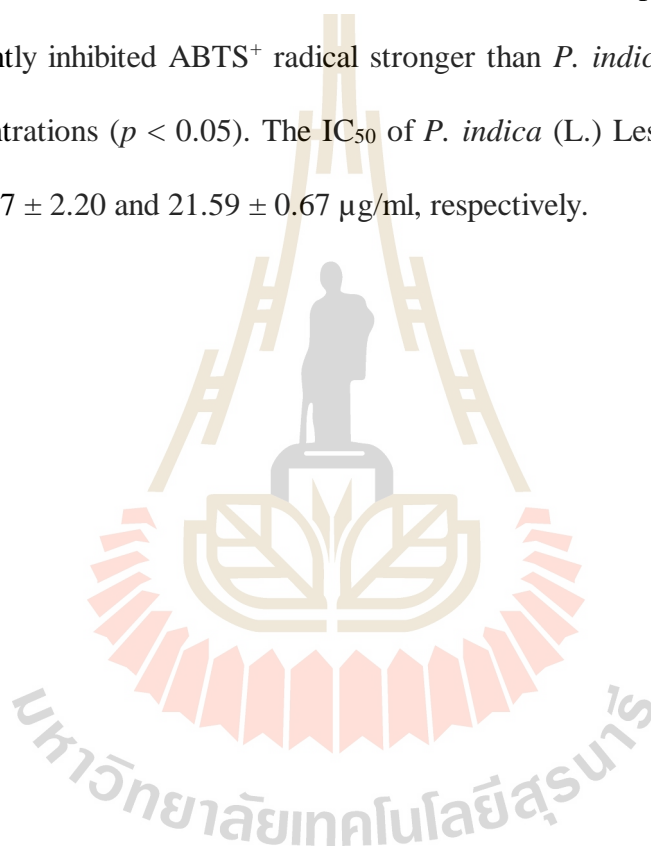 ntly inhibited ABTS⁺ radical stronger than P. indic
ntrations (p < 0.05). The IC₅₀ of P. indica (L.) Les
7 ± 2.20 and 21.59 ± 0.67 µg/ml, respectively.
มหาวิทยาลัยเทคโนโลยีสุรนารี